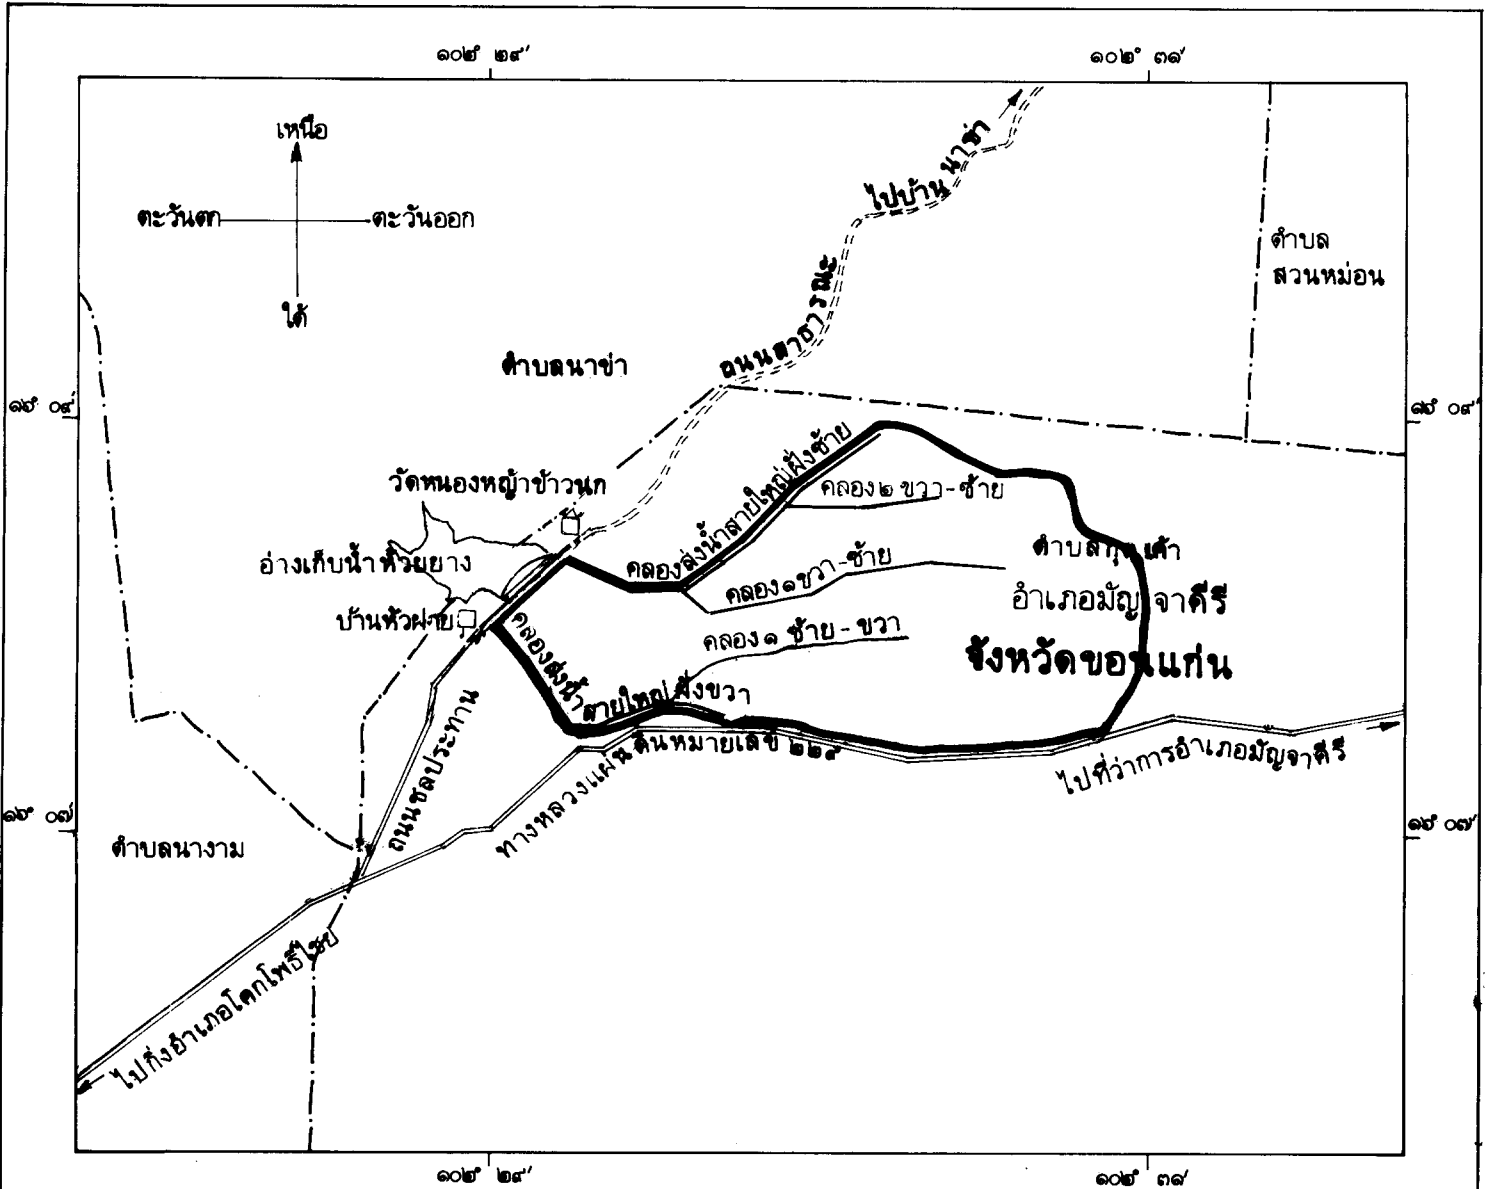 ๑๐๒° ๒๙′
๑๐๒° ๓๑′
เหนือ
ตะวันตก
ตะวันออก
ใต้
ไปบ้านนาข่า
ตำบล
สวนหม่อน
ถนนสาธารณะ
ตำบลนาข่า
๑๖° ๐๙′
๑๖° ๐๙′
วัดหนองหญ้าข้าวนก
คลองส่งน้ำสายใหญ่ฝั่งซ้าย
คลอง ๒ ขวา-ซ้าย
อ่างเก็บน้ำห้วยยาง
คลอง ๑ ขวา-ซ้าย
ตำบลกุดเค้า
อำเภอมัญจาคีรี
บ้านหัวฝาย
คลอง ๑ ซ้าย-ขวา
จังหวัดขอนแก่น
คลองส่งน้ำสายใหญ่ฝั่งขวา
ถนนชลประทาน
ทางหลวงแผ่นดินหมายเลข ๒๒๙
ไปที่ว่าการอำเภอมัญจาคีรี
๑๖° ๐๗′
๑๖° ๐๗′
ตำบลนางาม
ไปกิ่งอำเภอโคกโพธิ์ไชย
๑๐๒° ๒๙′
๑๐๒° ๓๑′